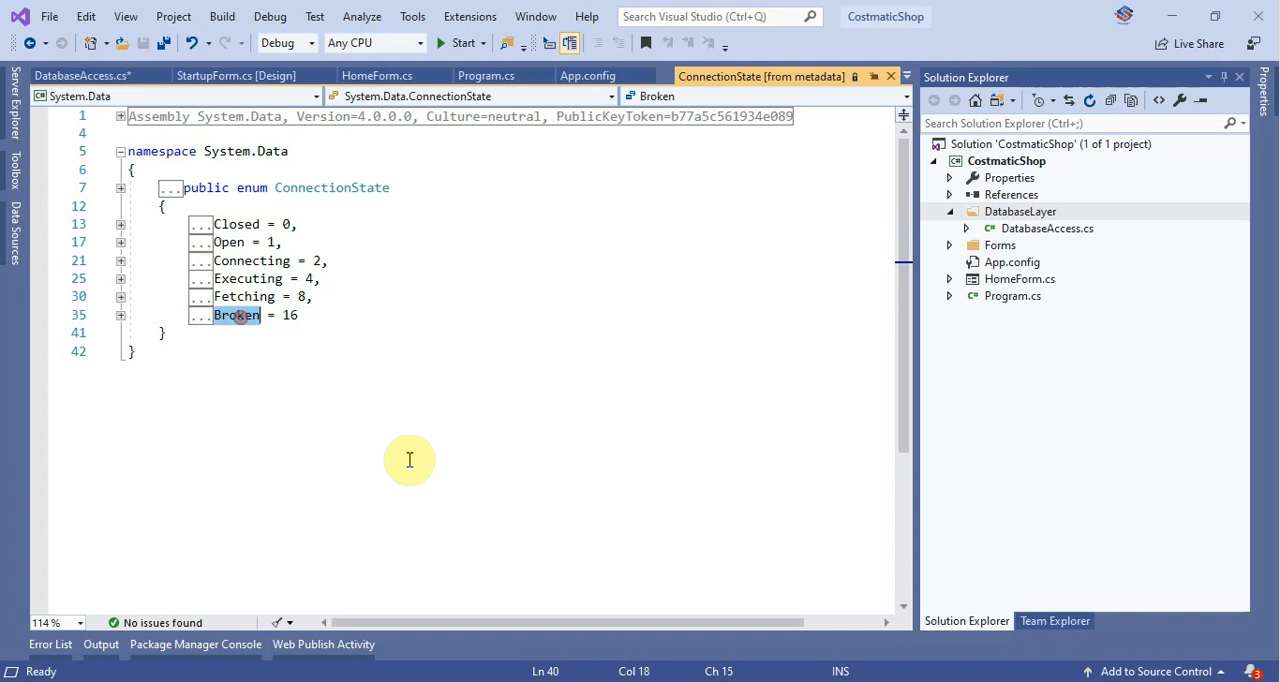 File Edit View Project Build Debug Test Analyze Tools Extensions Window Help Search Visual Studio (Ctrl+Q) CostmaticShop
Debug Any CPU Start Live Share
DatabaseAccess.cs* StartupForm.cs [Design] HomeForm.cs Program.cs App.config ConnectionState [from metadata]
System.Data System.Data.ConnectionState Broken
1 Assembly System.Data, Version=4.0.0.0, Culture=neutral, PublicKeyToken=b77a5c561934e089
4
5 namespace System.Data
6 {
7 ...public enum ConnectionState
12 {
13 ...Closed = 0,
17 ...Open = 1,
21 ...Connecting = 2,
25 ...Executing = 4,
30 ...Fetching = 8,
35 ...Broken = 16
41 }
42 }
114 % No issues found
Server Explorer
Toolbox
Data Sources
Solution Explorer
Search Solution Explorer (Ctrl+;)
Solution 'CostmaticShop' (1 of 1 project)
CostmaticShop
Properties
References
DatabaseLayer
DatabaseAccess.cs
Forms
App.config
HomeForm.cs
Program.cs
Solution Explorer Team Explorer
Properties
Error List Output Package Manager Console Web Publish Activity
Ready Ln 40 Col 18 Ch 15 INS Add to Source Control 3